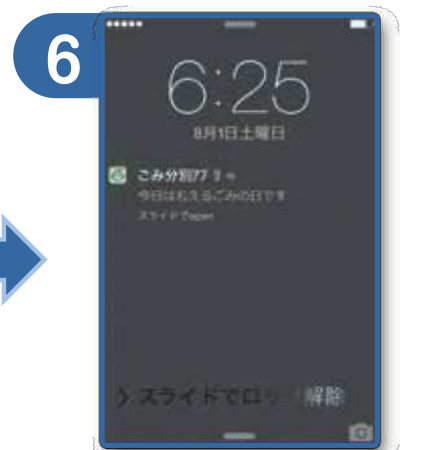 6
6:25
8月1日土曜日
ごみ分別アプリ 今
今日はもえるごみの日です
スライドでopen
スライドでロック解除